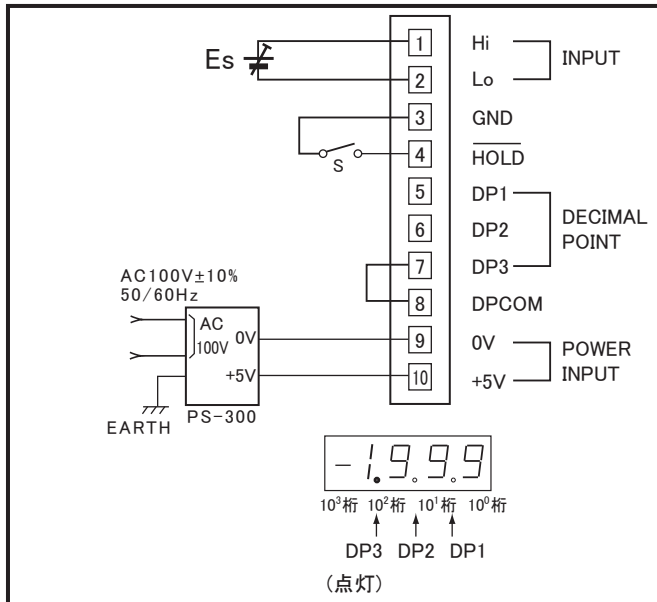 Es
1 Hi
INPUT
2 Lo
3 GND
S
4 HOLD
5 DP1
6 DP2
DECIMAL
POINT
7 DP3
8 DPCOM
AC100V±10%
50/60Hz
AC
100V
0V
+5V
PS-300
EARTH
9 0V
POWER
INPUT
10 +5V
-1.9.9.9
10³桁 10²桁 10¹桁 10⁰桁
DP3 DP2 DP1
(点灯)